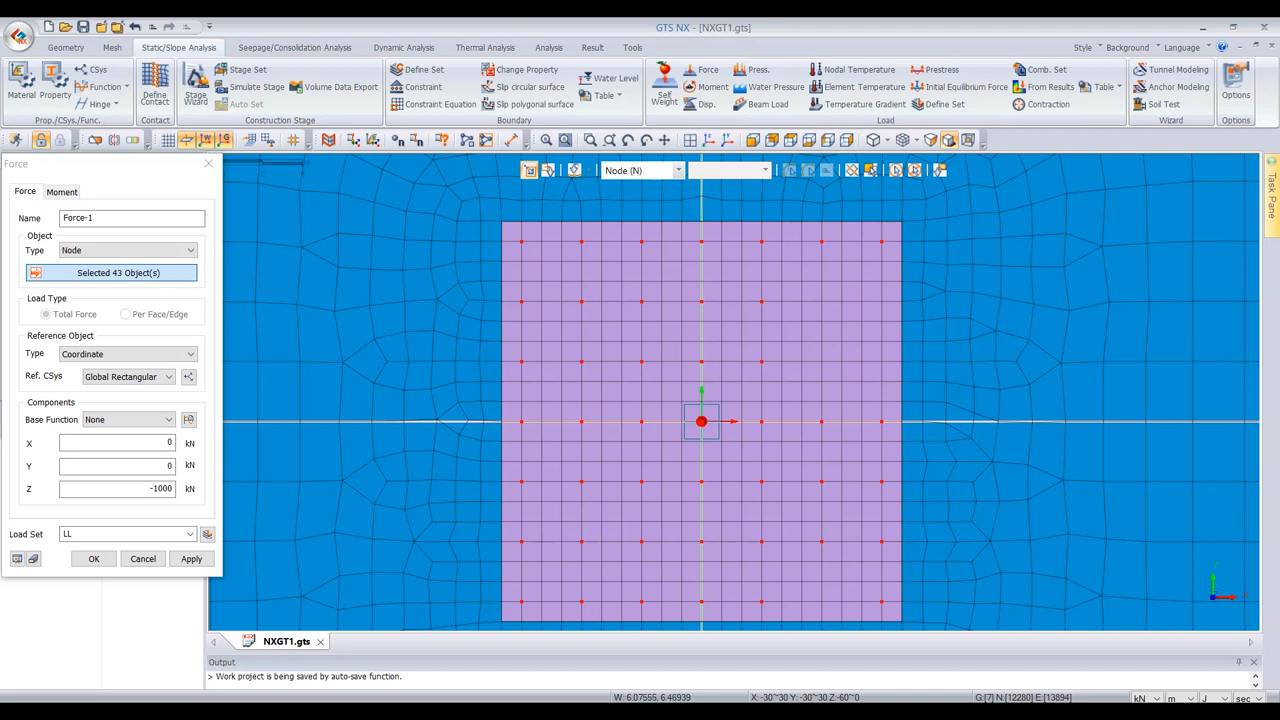 GTS NX - [NXGT1.gts]
Geometry Mesh Static/Slope Analysis Seepage/Consolidation Analysis Dynamic Analysis Thermal Analysis Analysis Result Tools Style Background Language
CSys Stage Set Define Set Change Property Force Press. Nodal Temperature Prestress Comb. Set Tunnel Modeling
Function Simulate Stage Volume Data Export Constraint Slip circular surface Water Level Moment Water Pressure Element Temperature Initial Equilibrium Force From Results Table Anchor Modeling
Material Property Hinge Define Contact Stage Wizard Auto Set Constraint Equation Slip polygonal surface Table Self Weight Disp. Beam Load Temperature Gradient Define Set Contraction Soil Test Options
Prop./CSys./Func. Contact Construction Stage Boundary Load Wizard Options
Force
Node (N)
Force Moment
Name Force-1
Object
Type Node
Selected 43 Object(s)
Load Type
Total Force Per Face/Edge
Reference Object
Type Coordinate
Ref. CSys Global Rectangular
Components
Base Function None
X 0 kN
Y 0 kN
Z -1000 kN
Load Set LL
OK Cancel Apply
Task Pane
NXGT1.gts
Output
> Work project is being saved by auto-save function.
W: 6.07555, 6.46939 X: -30~30 Y: -30~30 Z:-60~0 G:[7] N:[12280] E:[13894] kN m J sec